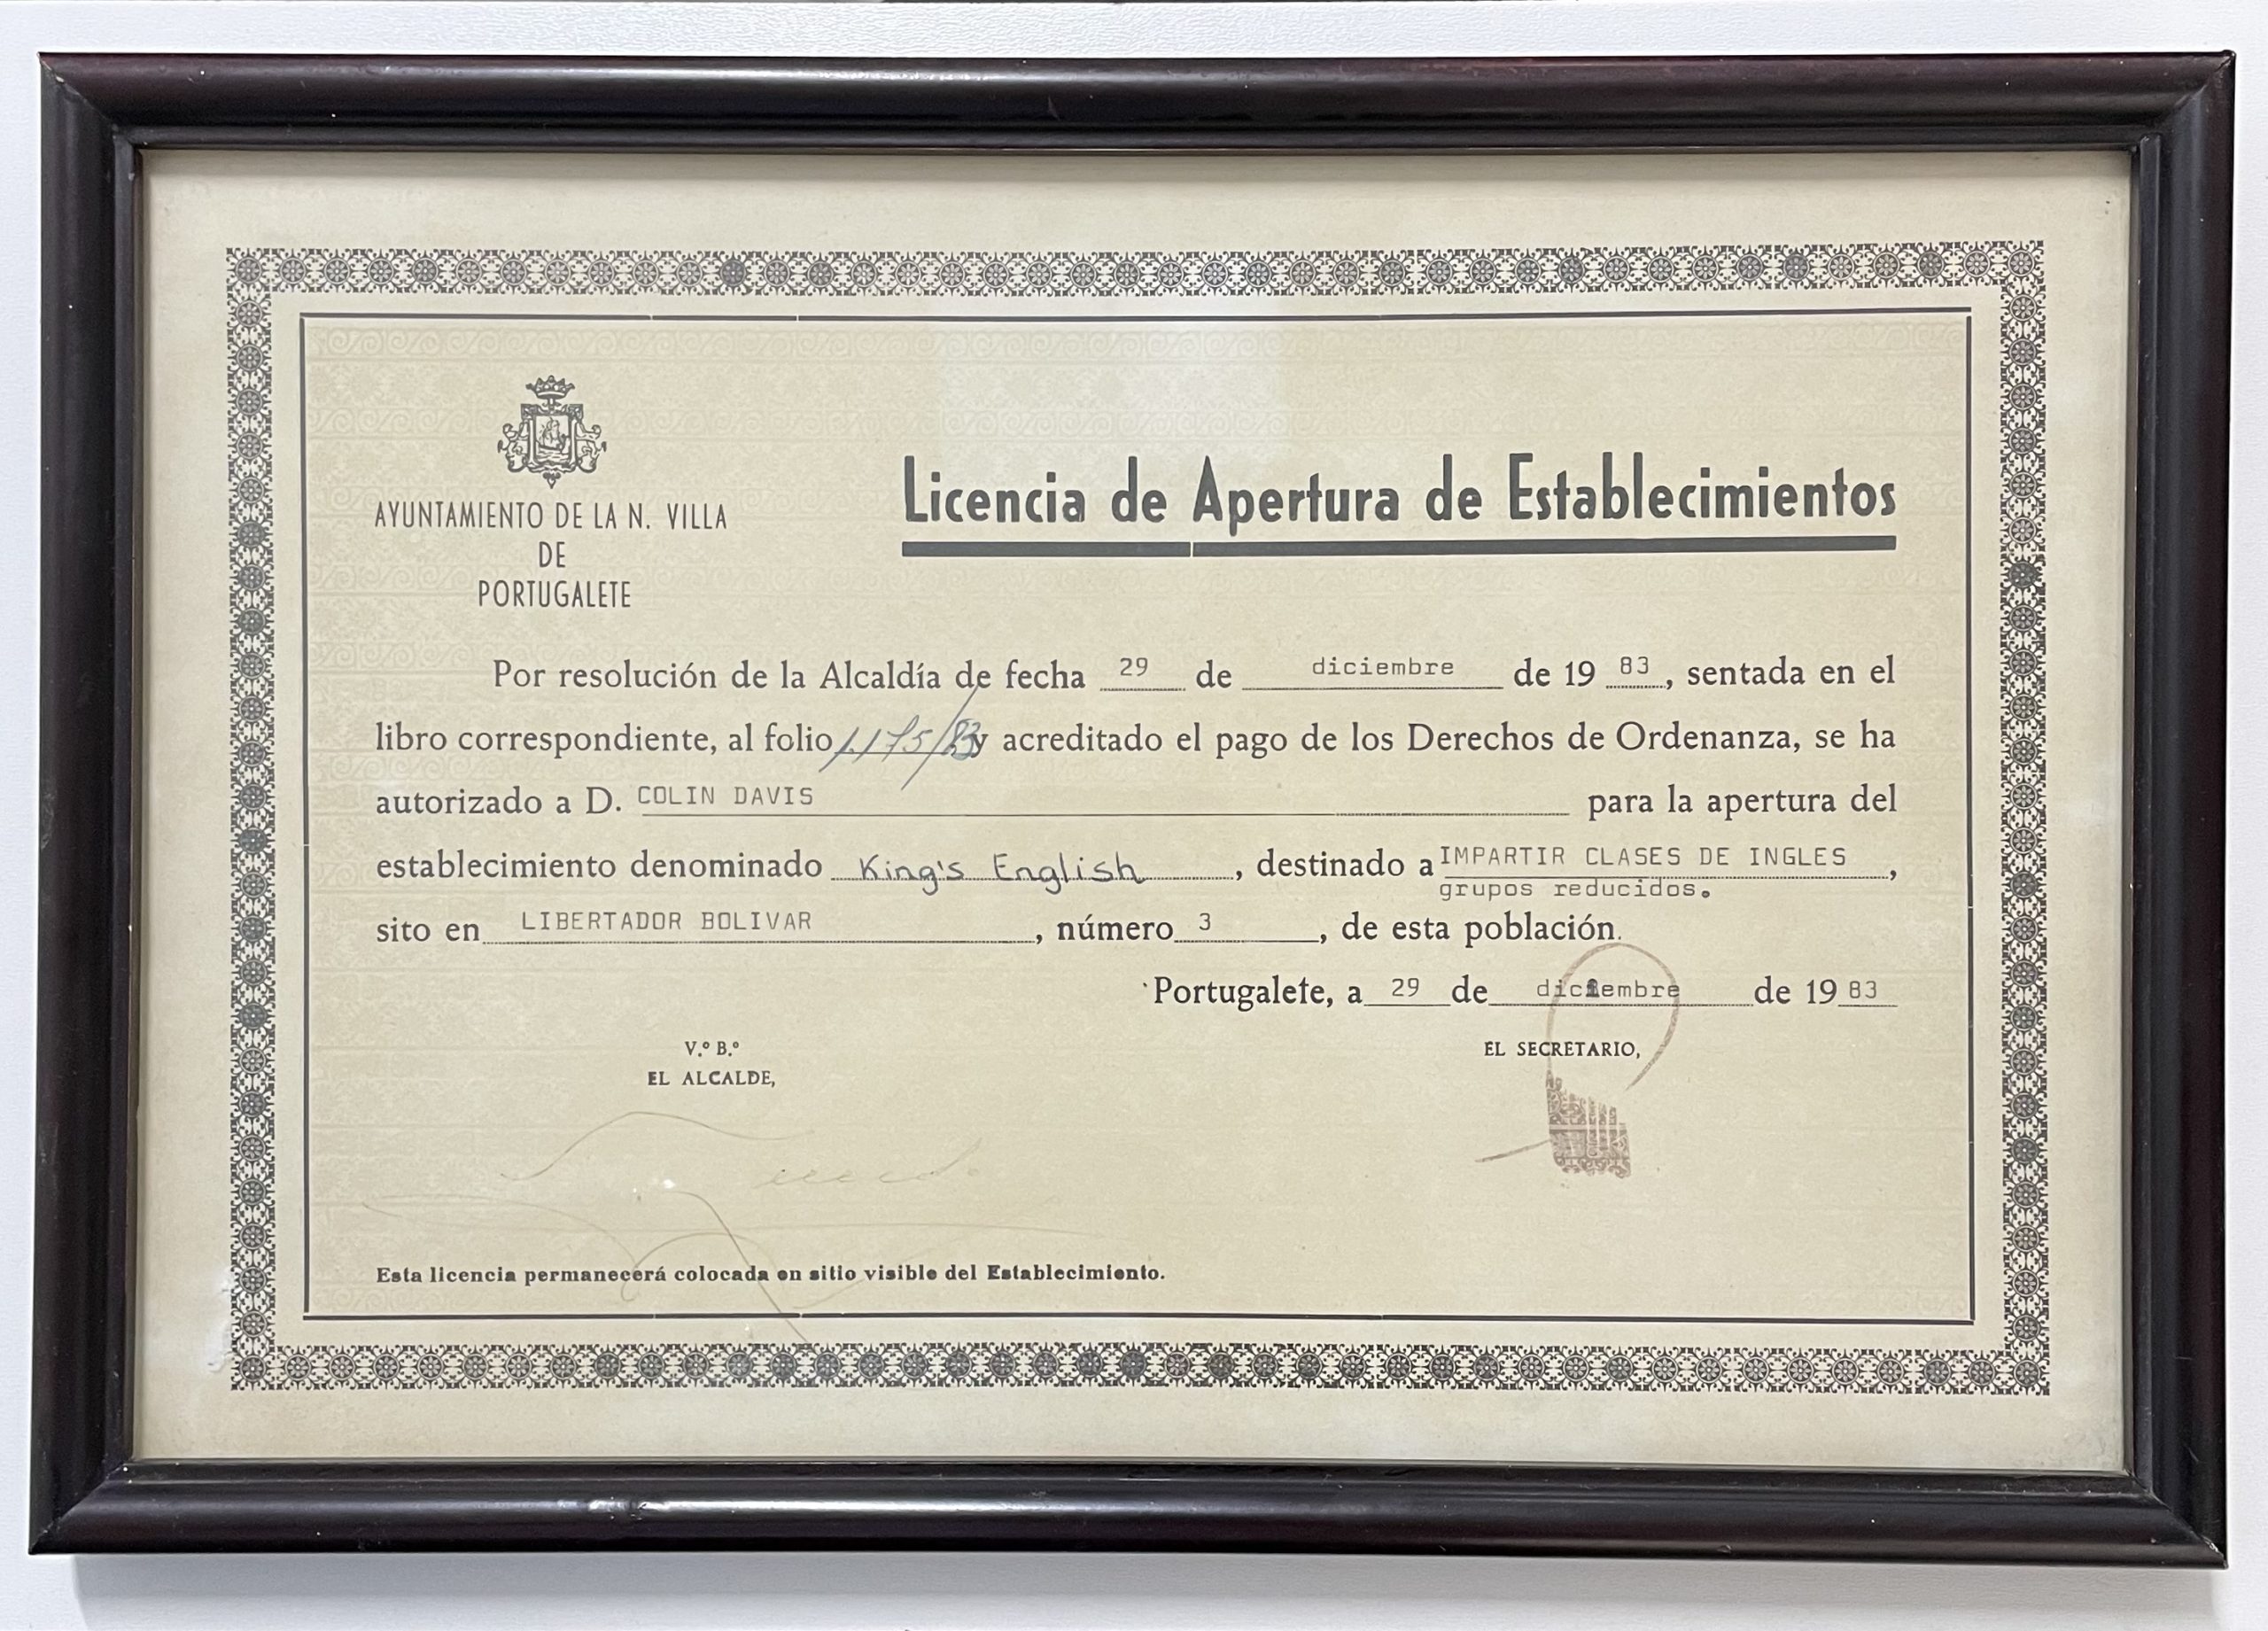 AYUNTAMIENTO DE LA N. VILLA
DE
PORTUGALETE
Licencia de Apertura de Establecimientos
Por resolución de la Alcaldía de fecha 29 de diciembre de 19 83, sentada en el
libro correspondiente, al folio 1.175/83 y acreditado el pago de los Derechos de Ordenanza, se ha
autorizado a D. COLIN DAVIS para la apertura del
establecimiento denominado King's English, destinado a IMPARTIR CLASES DE INGLES,
grupos reducidos.
sito en LIBERTADOR BOLIVAR, número 3, de esta población.
Portugalete, a 29 de diciembre de 19 83
V.º B.º
EL ALCALDE,
EL SECRETARIO,
Esta licencia permanecerá colocada en sitio visible del Establecimiento.